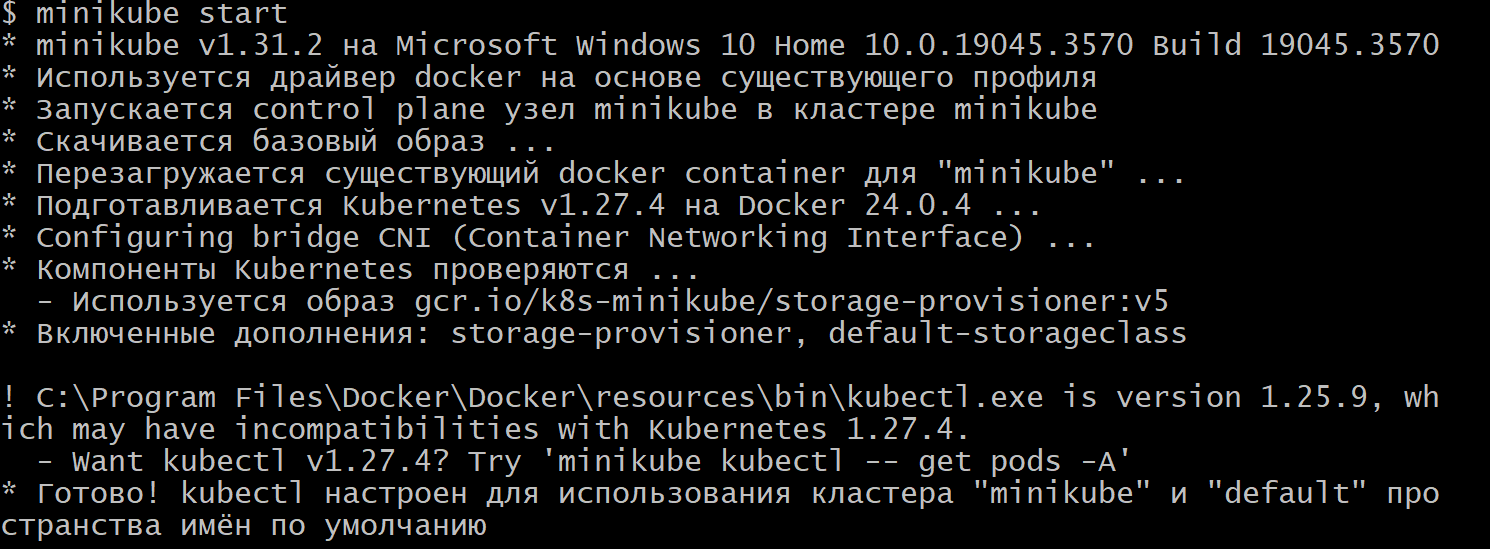 $ minikube start
* minikube v1.31.2 на Microsoft Windows 10 Home 10.0.19045.3570 Build 19045.3570
* Используется драйвер docker на основе существующего профиля
* Запускается control plane узел minikube в кластере minikube
* Скачивается базовый образ ...
* Перезагружается существующий docker container для "minikube" ...
* Подготавливается Kubernetes v1.27.4 на Docker 24.0.4 ...
* Configuring bridge CNI (Container Networking Interface) ...
* Компоненты Kubernetes проверяются ...
  - Используется образ gcr.io/k8s-minikube/storage-provisioner:v5
* Включенные дополнения: storage-provisioner, default-storageclass

! C:\Program Files\Docker\Docker\resources\bin\kubectl.exe is version 1.25.9, wh
ich may have incompatibilities with Kubernetes 1.27.4.
  - Want kubectl v1.27.4? Try 'minikube kubectl -- get pods -A'
* Готово! kubectl настроен для использования кластера "minikube" и "default" про
странства имён по умолчанию